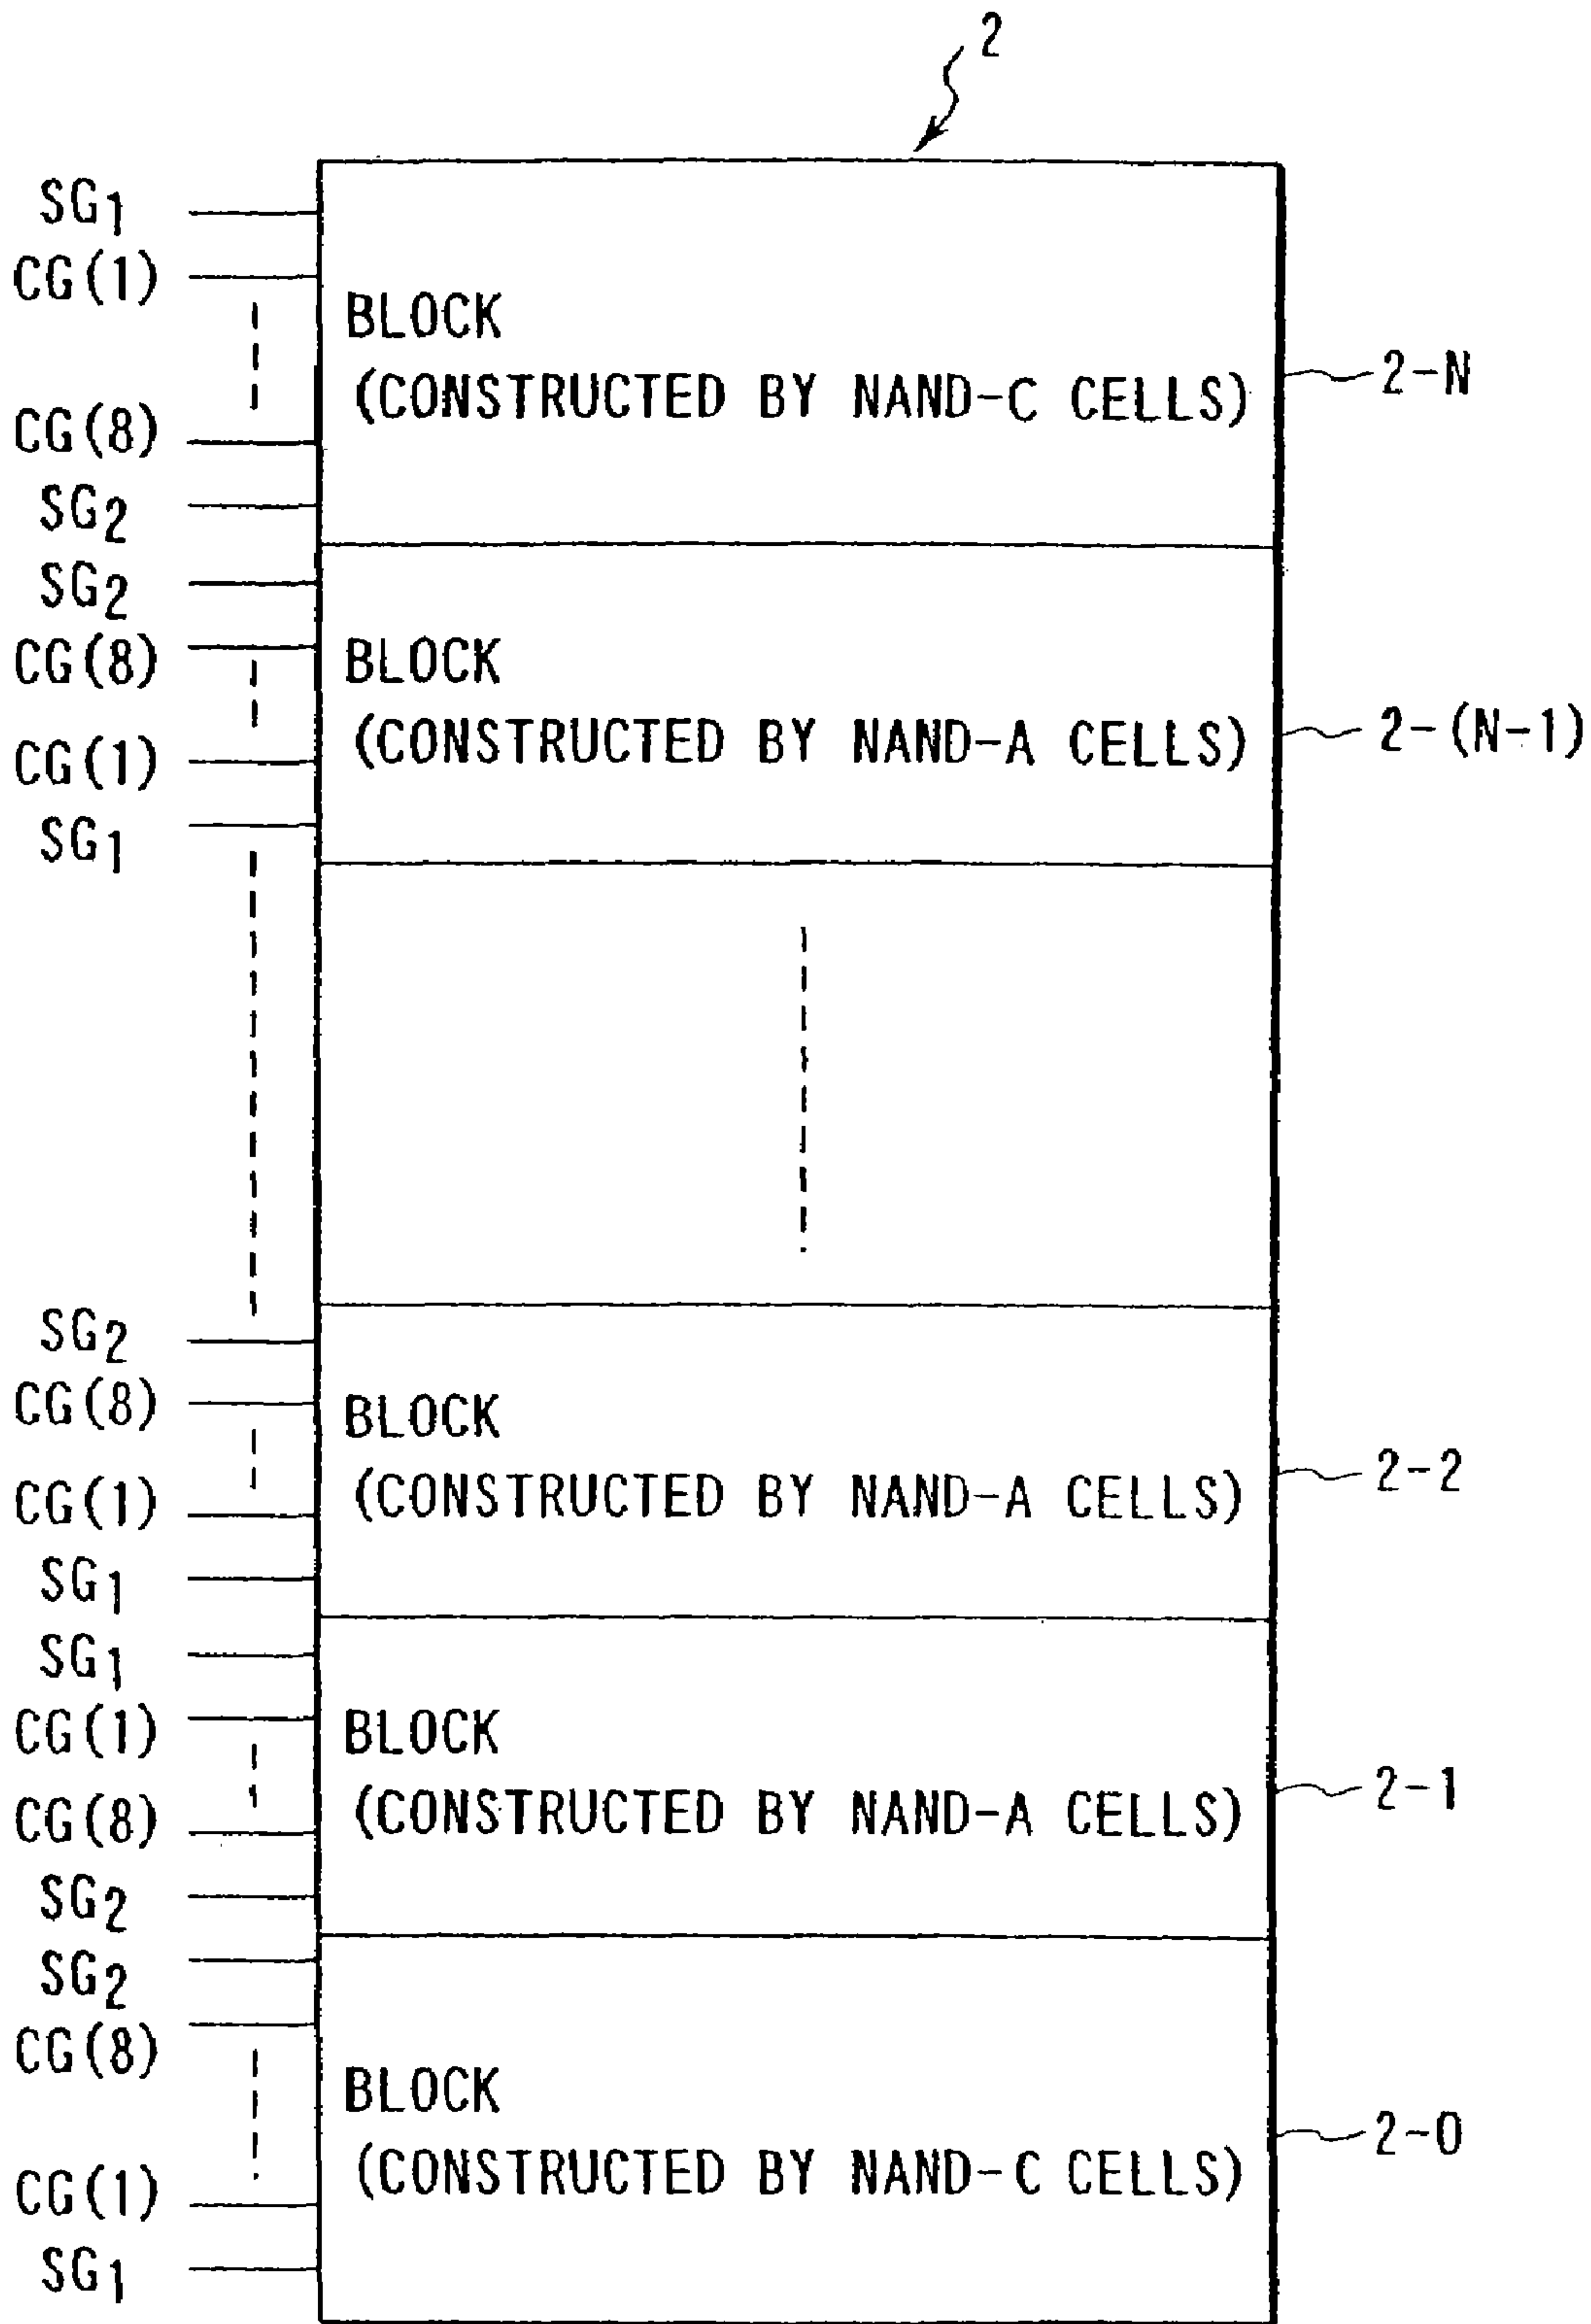 2
SG1
CG(1)
BLOCK
(CONSTRUCTED BY NAND-C CELLS)
2-N
CG(8)
SG2
SG2
CG(8)
BLOCK
(CONSTRUCTED BY NAND-A CELLS)
2-(N-1)
CG(1)
SG1
SG2
CG(8)
BLOCK
(CONSTRUCTED BY NAND-A CELLS)
2-2
CG(1)
SG1
SG1
CG(1)
BLOCK
(CONSTRUCTED BY NAND-A CELLS)
2-1
CG(8)
SG2
SG2
CG(8)
BLOCK
(CONSTRUCTED BY NAND-C CELLS)
2-0
CG(1)
SG1